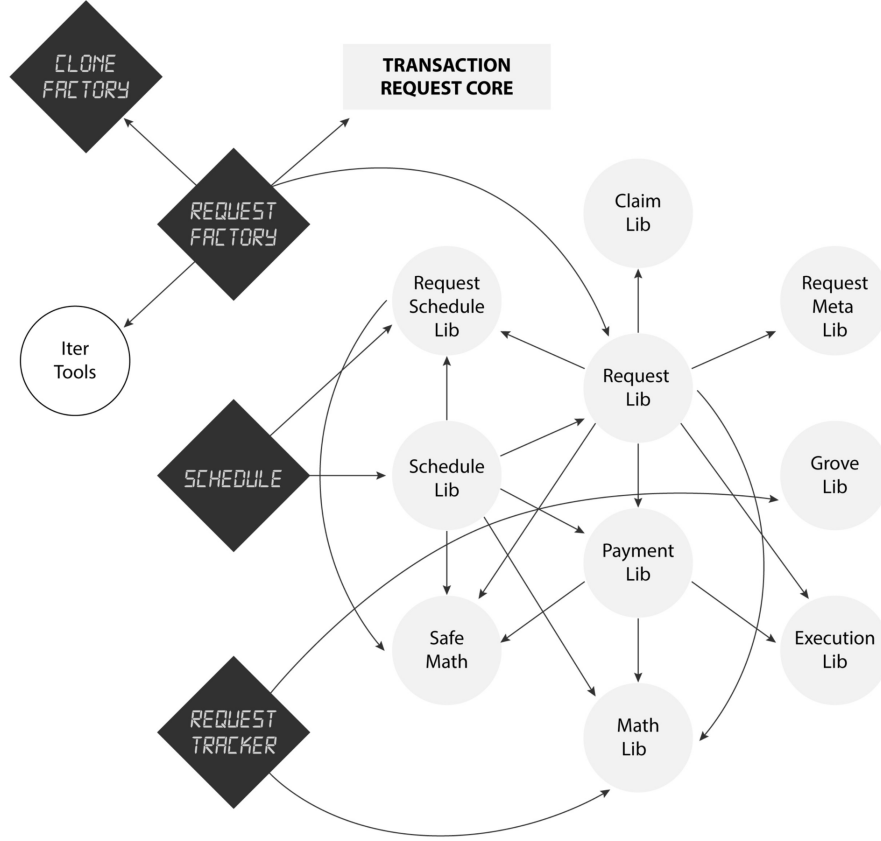 CLONE
FACTORY
TRANSACTION
REQUEST CORE
REQUEST
FACTORY
Claim
Lib
Request
Schedule
Lib
Request
Meta
Lib
Iter
Tools
Request
Lib
SCHEDULE
Schedule
Lib
Grove
Lib
Payment
Lib
Safe
Math
Execution
Lib
REQUEST
TRACKER
Math
Lib